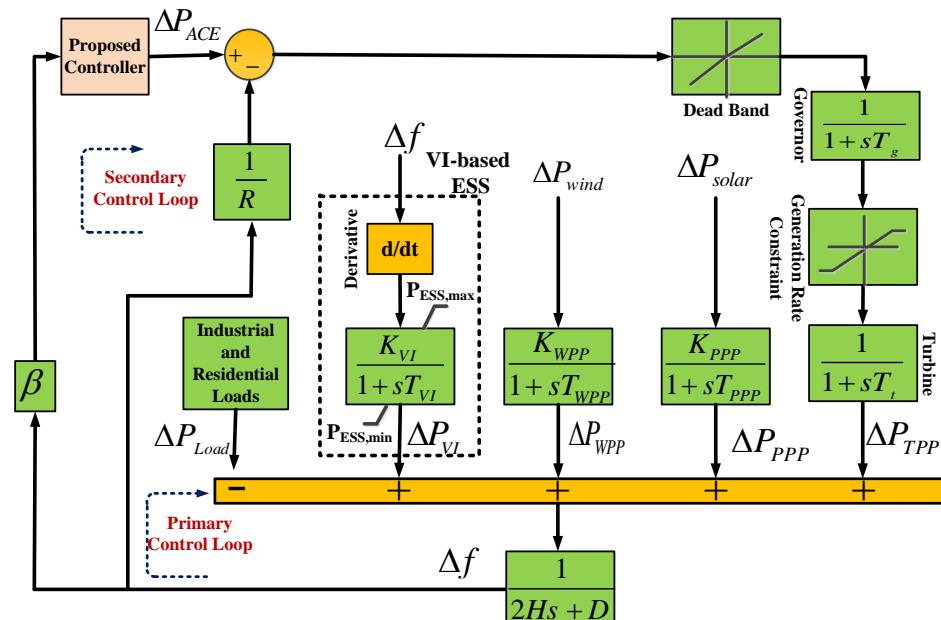 Proposed
Controller
ΔP_ACE
+
−
Dead Band
Governor
1
1 + sT_g
Secondary
Control Loop
1
R
Δf
VI-based
ESS
ΔP_wind
ΔP_solar
Derivative
d/dt
P_ESS,max
Generation Rate
Constraint
Industrial
and
Residential
Loads
K_VI
1 + sT_VI
K_WPP
1 + sT_WPP
K_PPP
1 + sT_PPP
1
1 + sT_t
Turbine
β
P_ESS,min
ΔP_Load
ΔP_VI
ΔP_WPP
ΔP_PPP
ΔP_TPP
−
+
+
+
+
Primary
Control Loop
Δf
1
2Hs + D